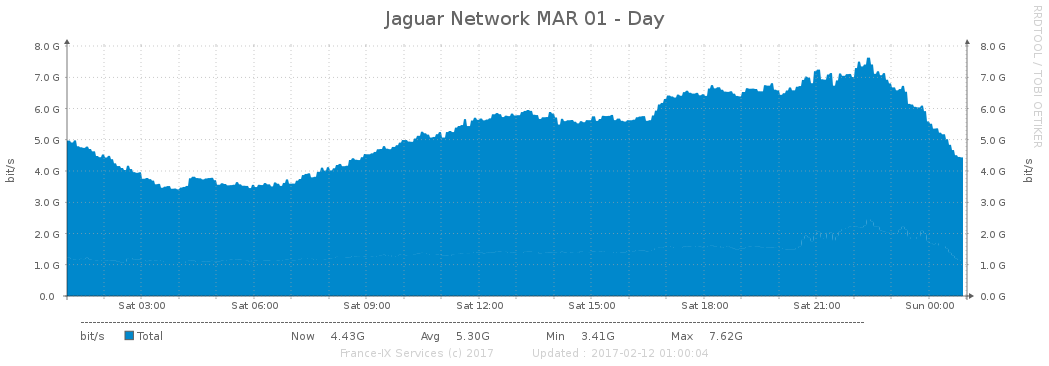 Jaguar Network MAR 01 - Day
RRDTOOL / TOBI OETIKER
8.0 G 8.0 G
7.0 G 7.0 G
6.0 G 6.0 G
5.0 G 5.0 G
4.0 G 4.0 G
3.0 G 3.0 G
2.0 G 2.0 G
1.0 G 1.0 G
0.0 0.0 G
bit/s
bit/s
Sat 03:00 Sat 06:00 Sat 09:00 Sat 12:00 Sat 15:00 Sat 18:00 Sat 21:00 Sun 00:00
bit/s Total Now 4.43G Avg 5.30G Min 3.41G Max 7.62G
France-IX Services (c) 2017 Updated : 2017-02-12 01:00:04